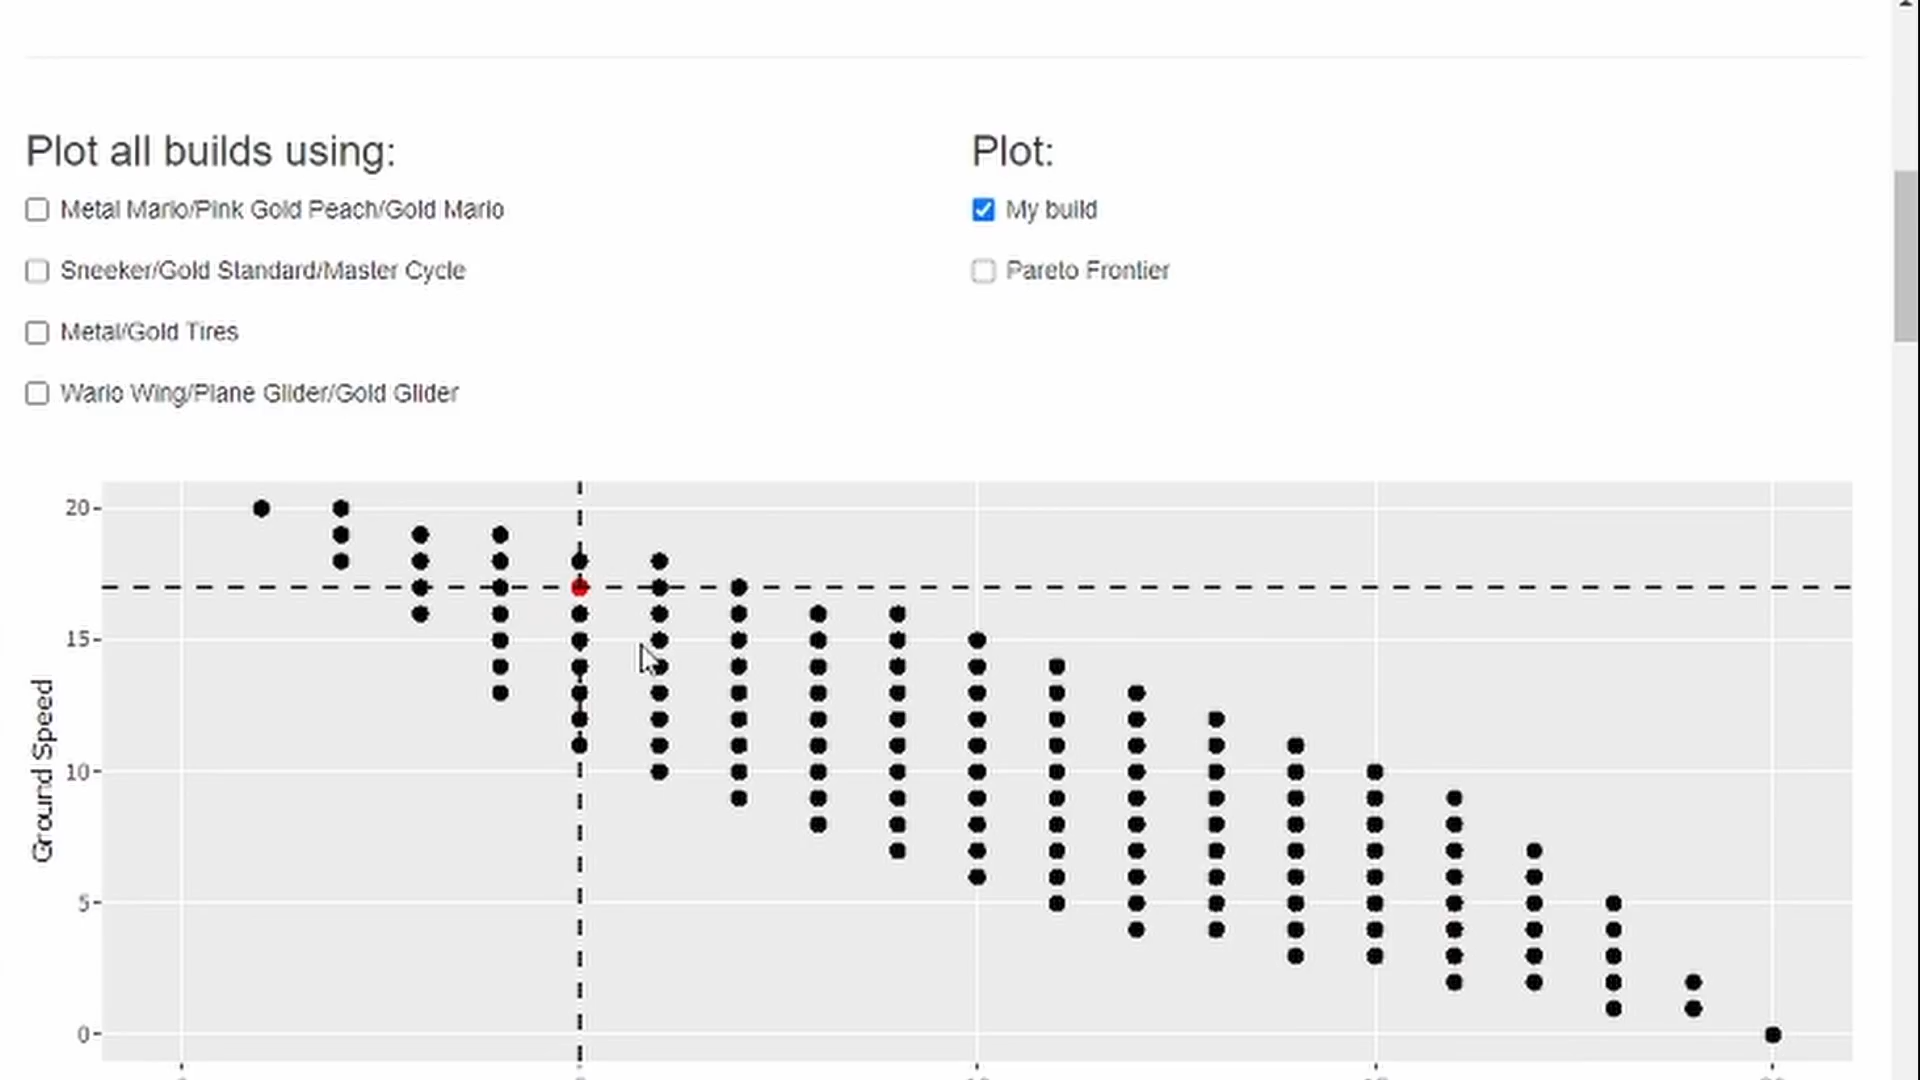 Plot all builds using:
Plot:
Metal Mario/Pink Gold Peach/Gold Mario
My build
Sneeker/Gold Standard/Master Cycle
Pareto Frontier
Metal/Gold Tires
Wario Wing/Plane Glider/Gold Glider
20
15
10
5
0
Ground Speed